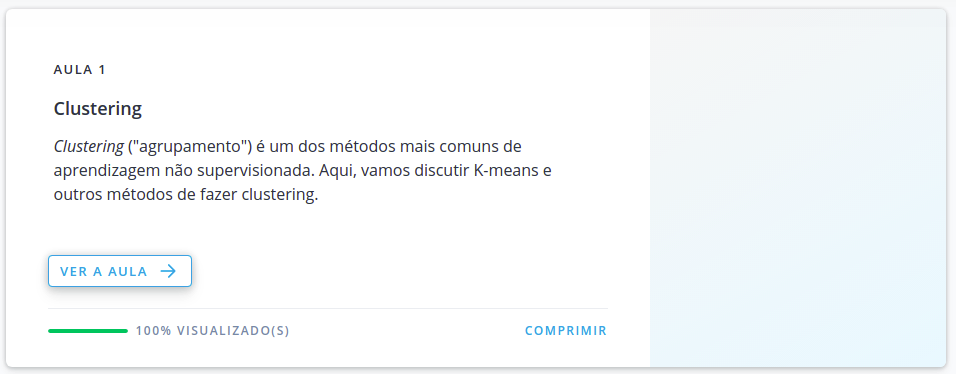 AULA 1
Clustering
Clustering ("agrupamento") é um dos métodos mais comuns de
aprendizagem não supervisionada. Aqui, vamos discutir K-means e
outros métodos de fazer clustering.
VER A AULA
100% VISUALIZADO(S)
COMPRIMIR